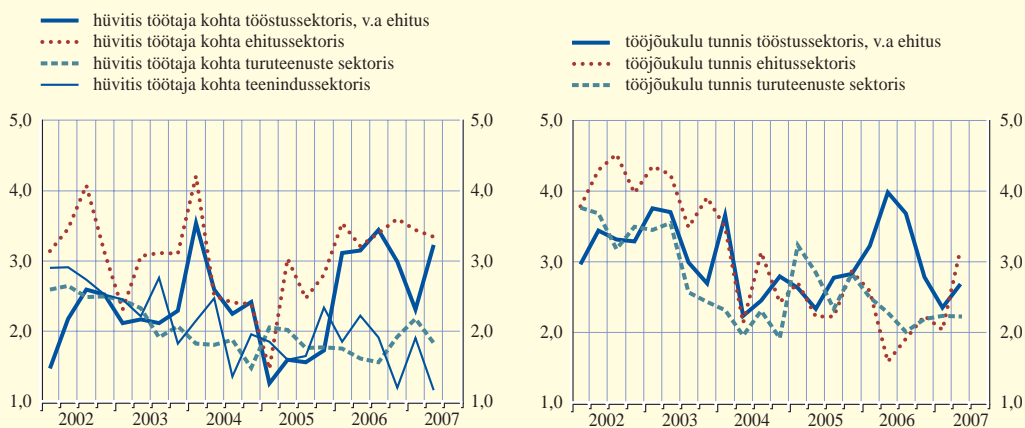 hüvitis töötaja kohta tööstussektoris, v.a ehitus
hüvitis töötaja kohta ehitussektoris
hüvitis töötaja kohta turuteenuste sektoris
hüvitis töötaja kohta teenindussektoris
5,0 5,0
4,0 4,0
3,0 3,0
2,0 2,0
1,0 1,0
2002 2003 2004 2005 2006 2007
tööjõukulu tunnis tööstussektoris, v.a ehitus
tööjõukulu tunnis ehitussektoris
tööjõukulu tunnis turuteenuste sektoris
5,0 5,0
4,0 4,0
3,0 3,0
2,0 2,0
1,0 1,0
2002 2003 2004 2005 2006 2007